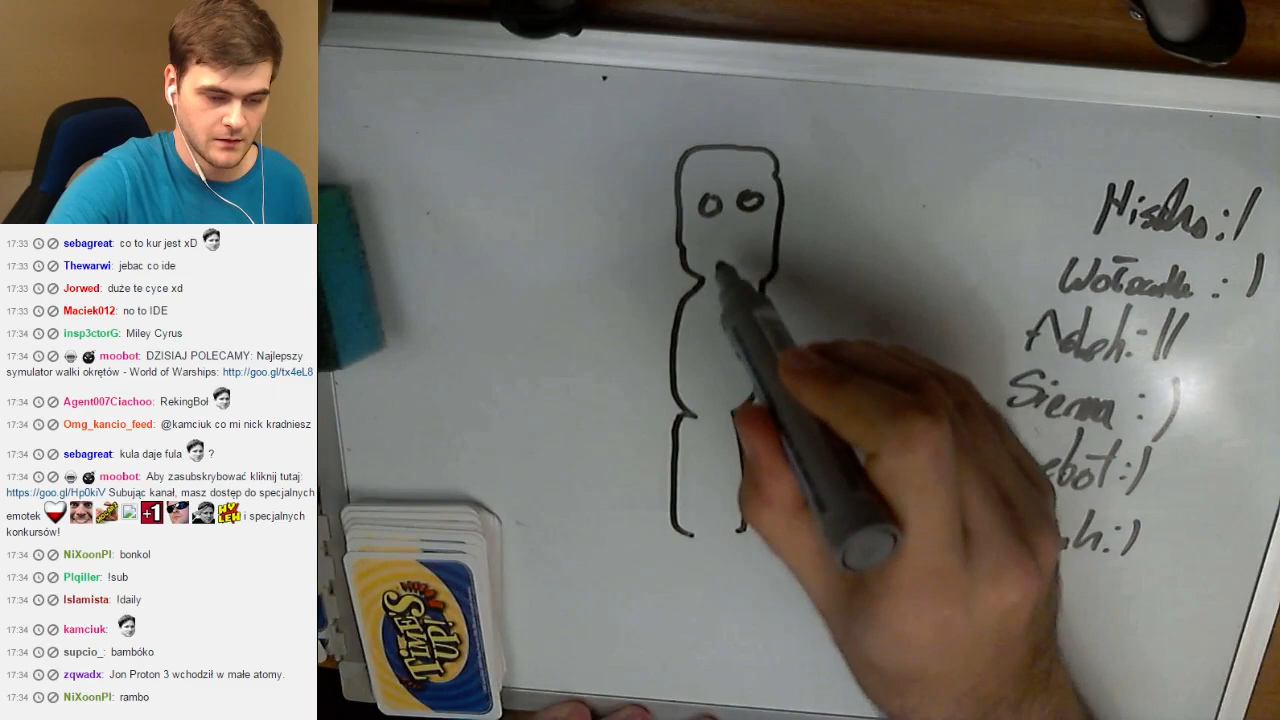 17:33 sebagreat: co to kur jest xD
17:33 Thewarwi: jebac co ide
17:33 Jorwed: duże te cyce xd
17:33 Maciek012: no to IDE
17:34 insp3ctorG: Miley Cyrus
17:34 moobot: DZISIAJ POLECAMY: Najlepszy
symulator walki okrętów - World of Warships: http://goo.gl/tx4eL8
17:34 Agent007Ciachoo: RekingBoł
17:34 Omg_kancio_feed: @kamciuk co mi nick kradniesz
17:34 sebagreat: kula daje fula ?
17:34 moobot: Aby zasubskrybować kliknij tutaj:
https://goo.gl/Hp0kiV Subując kanał, masz dostęp do specjalnych
emotek +1 i specjalnych
konkursów!
17:34 NiXoonPl: bonkol
17:34 Plqiller: !sub
17:34 Islamista: !daily
17:34 kamciuk:
17:34 supcio_: bambóko
17:34 zqwadx: Jon Proton 3 wchodził w małe atomy.
17:34 NiXoonPl: rambo
TIME'S
UP!